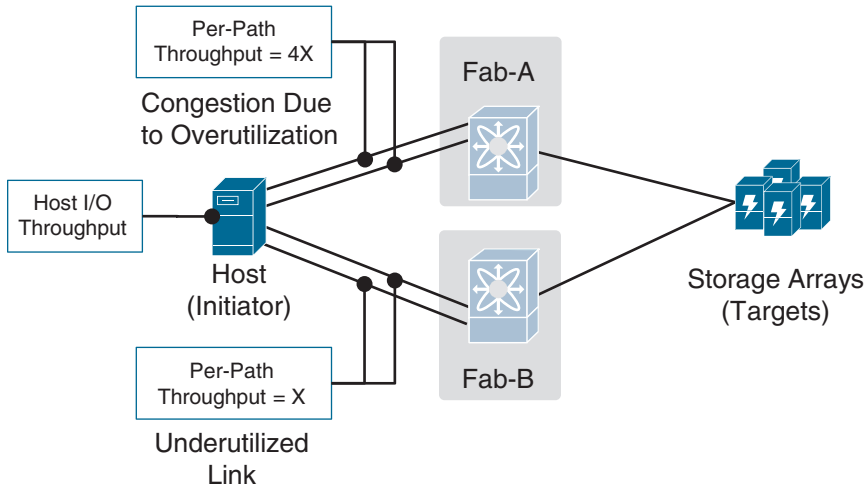 Per-Path
Throughput = 4X
Congestion Due
to Overutilization
Fab-A
Host I/O
Throughput
Host
(Initiator)
Storage Arrays
(Targets)
Per-Path
Throughput = X
Fab-B
Underutilized
Link